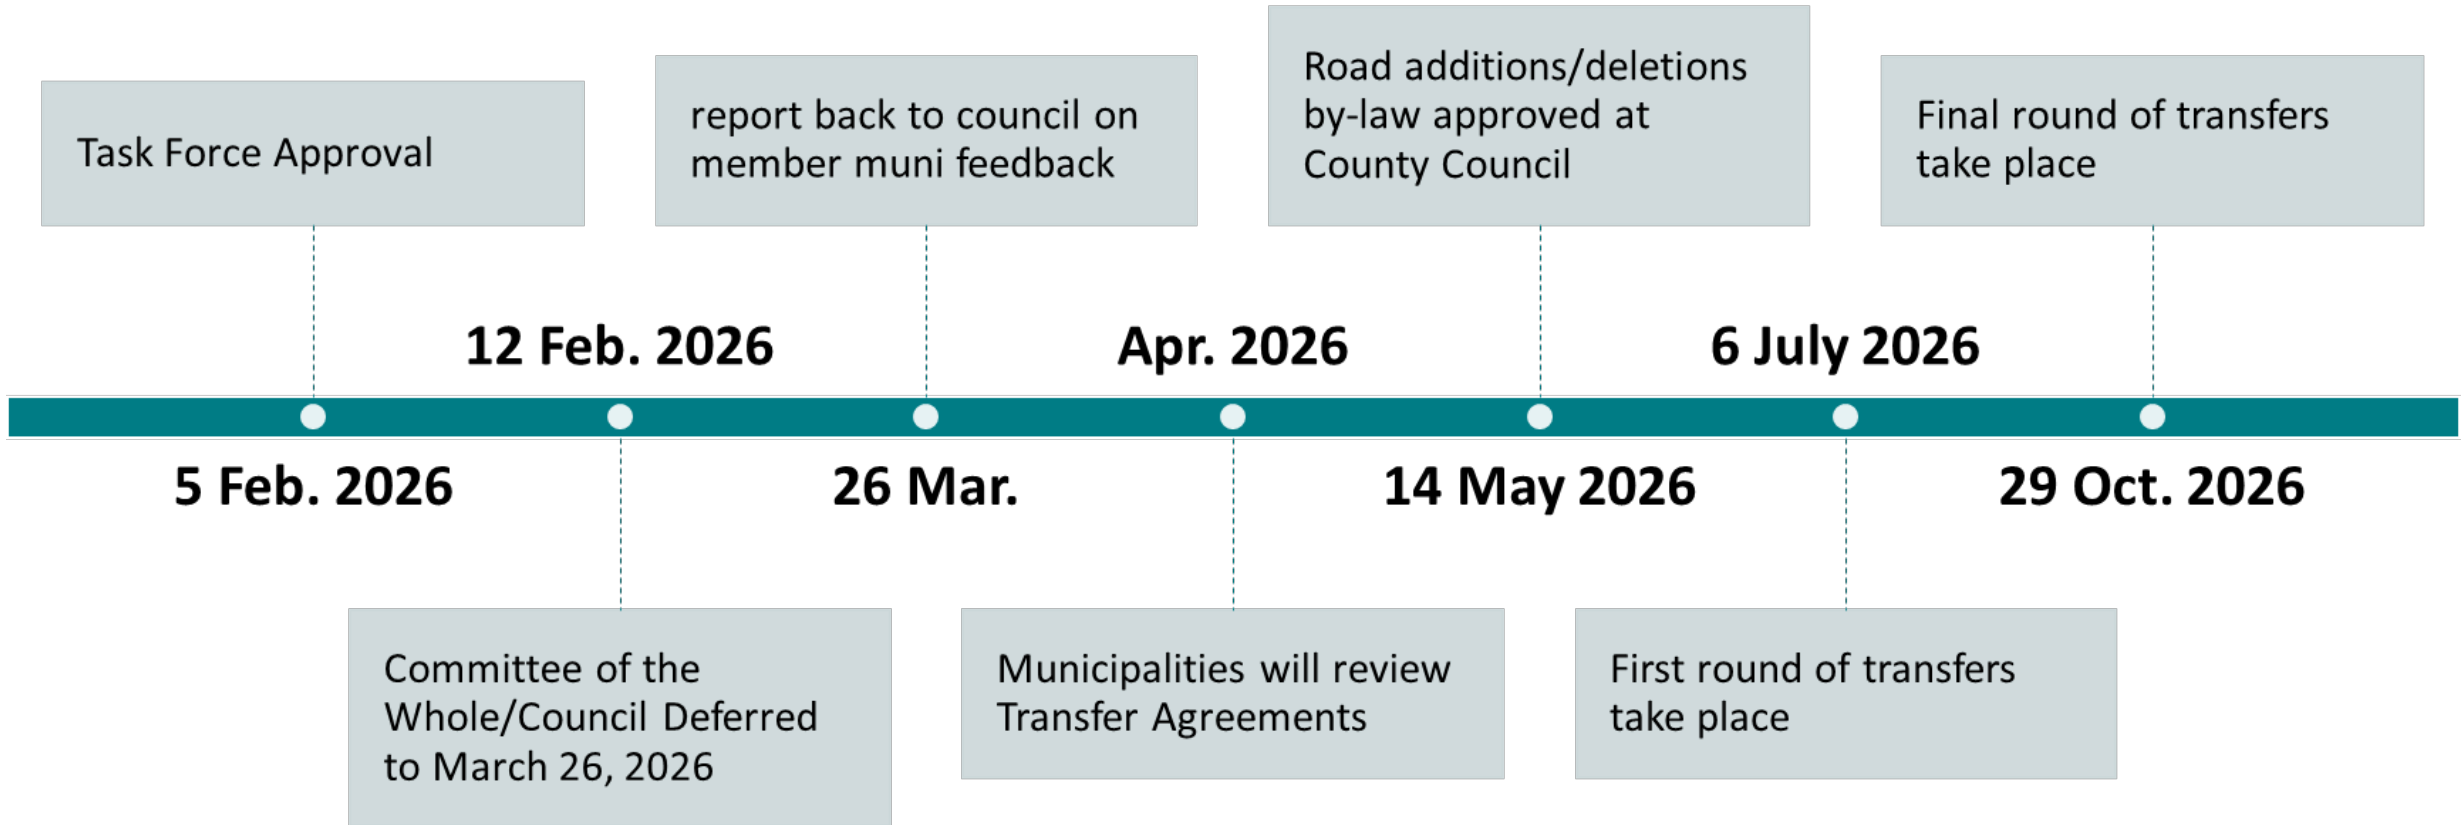 Task Force Approval
5 Feb. 2026
12 Feb. 2026
Committee of the
Whole/Council Deferred
to March 26, 2026
report back to council on
member muni feedback
26 Mar.
Apr. 2026
Municipalities will review
Transfer Agreements
Road additions/deletions
by-law approved at
County Council
14 May 2026
6 July 2026
First round of transfers
take place
Final round of transfers
take place
29 Oct. 2026